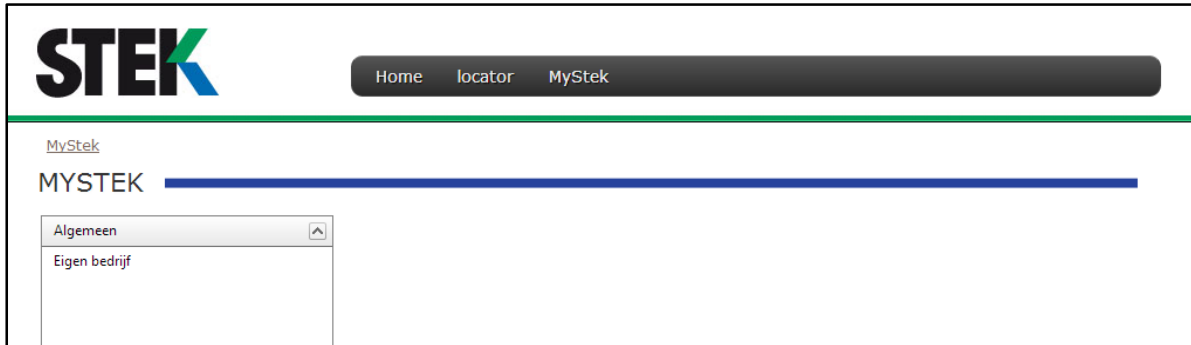 STEK
Home locator MyStek
MyStek
MYSTEK
Algemeen
Eigen bedrijf